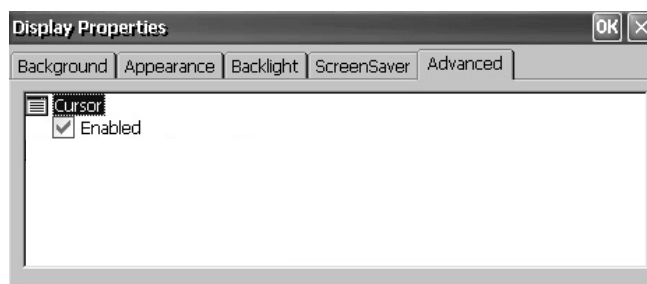 Display Properties OK
Background Appearance Backlight ScreenSaver Advanced
Cursor
Enabled